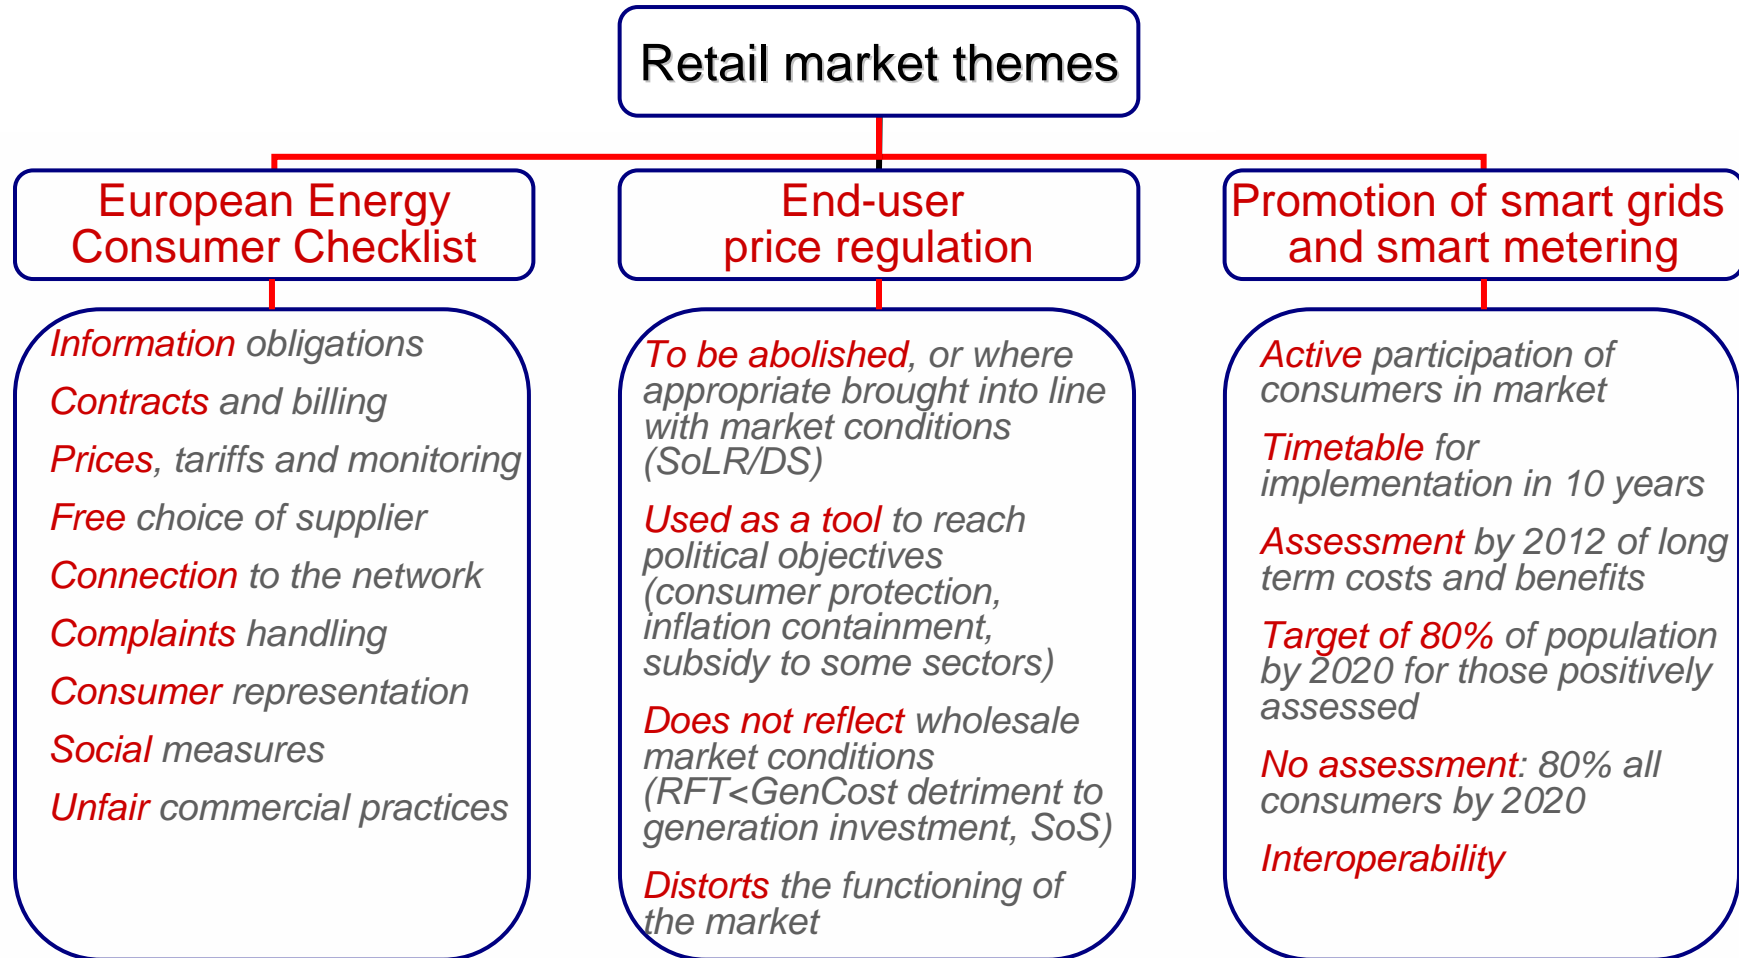 Retail market themes
European Energy
Consumer Checklist
Information obligations
Contracts and billing
Prices, tariffs and monitoring
Free choice of supplier
Connection to the network
Complaints handling
Consumer representation
Social measures
Unfair commercial practices
End-user
price regulation
To be abolished, or where
appropriate brought into line
with market conditions
(SoLR/DS)
Used as a tool to reach
political objectives
(consumer protection,
inflation containment,
subsidy to some sectors)
Does not reflect wholesale
market conditions
(RFT<GenCost detriment to
generation investment, SoS)
Distorts the functioning of
the market
Promotion of smart grids
and smart metering
Active participation of
consumers in market
Timetable for
implementation in 10 years
Assessment by 2012 of long
term costs and benefits
Target of 80% of population
by 2020 for those positively
assessed
No assessment: 80% all
consumers by 2020
Interoperability